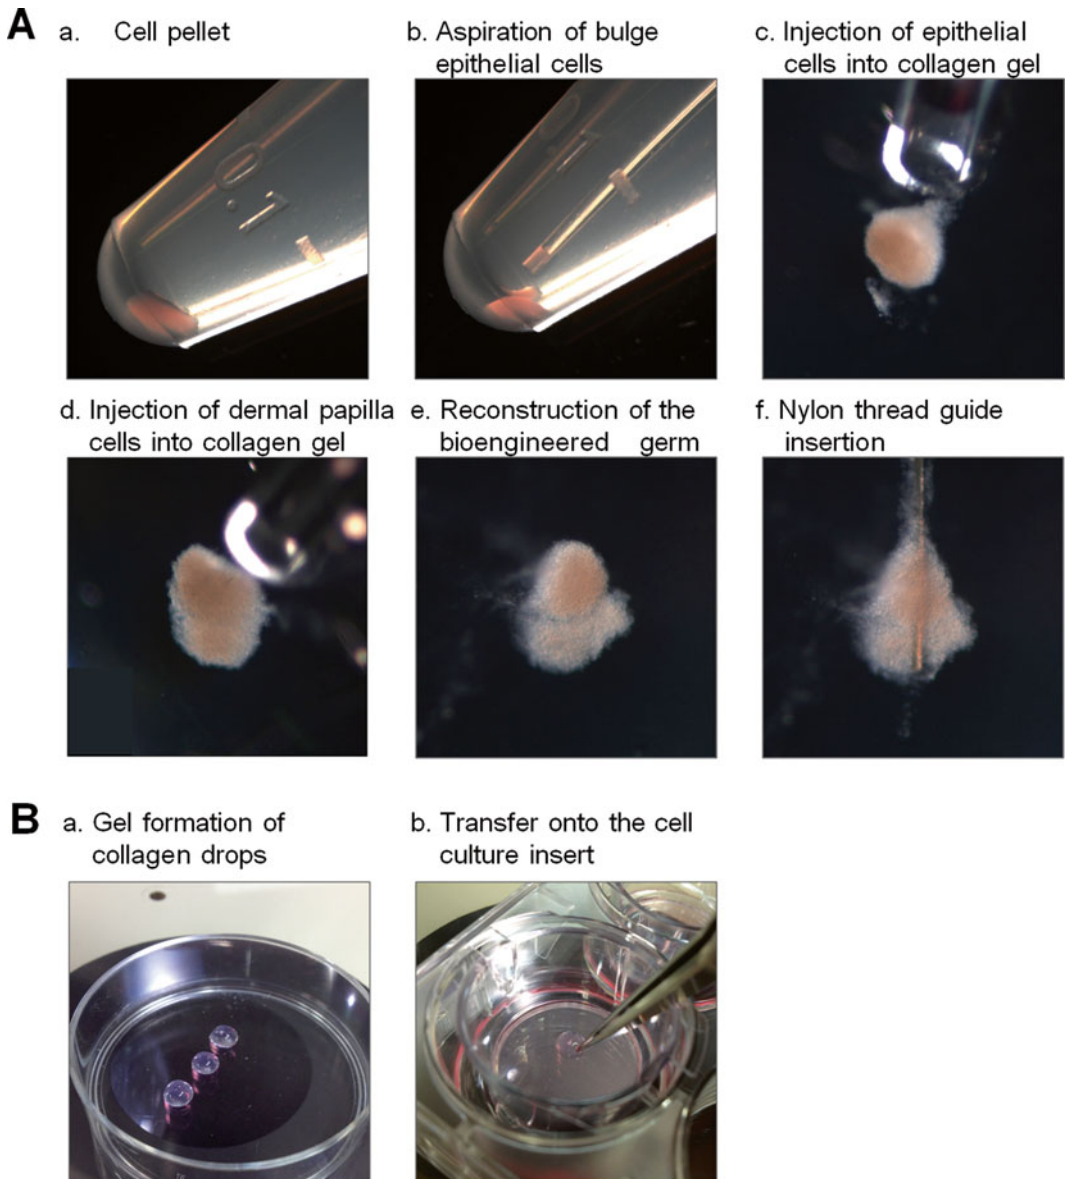 A
a. Cell pellet
b. Aspiration of bulge
epithelial cells
c. Injection of epithelial
cells into collagen gel
d. Injection of dermal papilla
cells into collagen gel
e. Reconstruction of the
bioengineered germ
f. Nylon thread guide
insertion
B
a. Gel formation of
collagen drops
b. Transfer onto the cell
culture insert